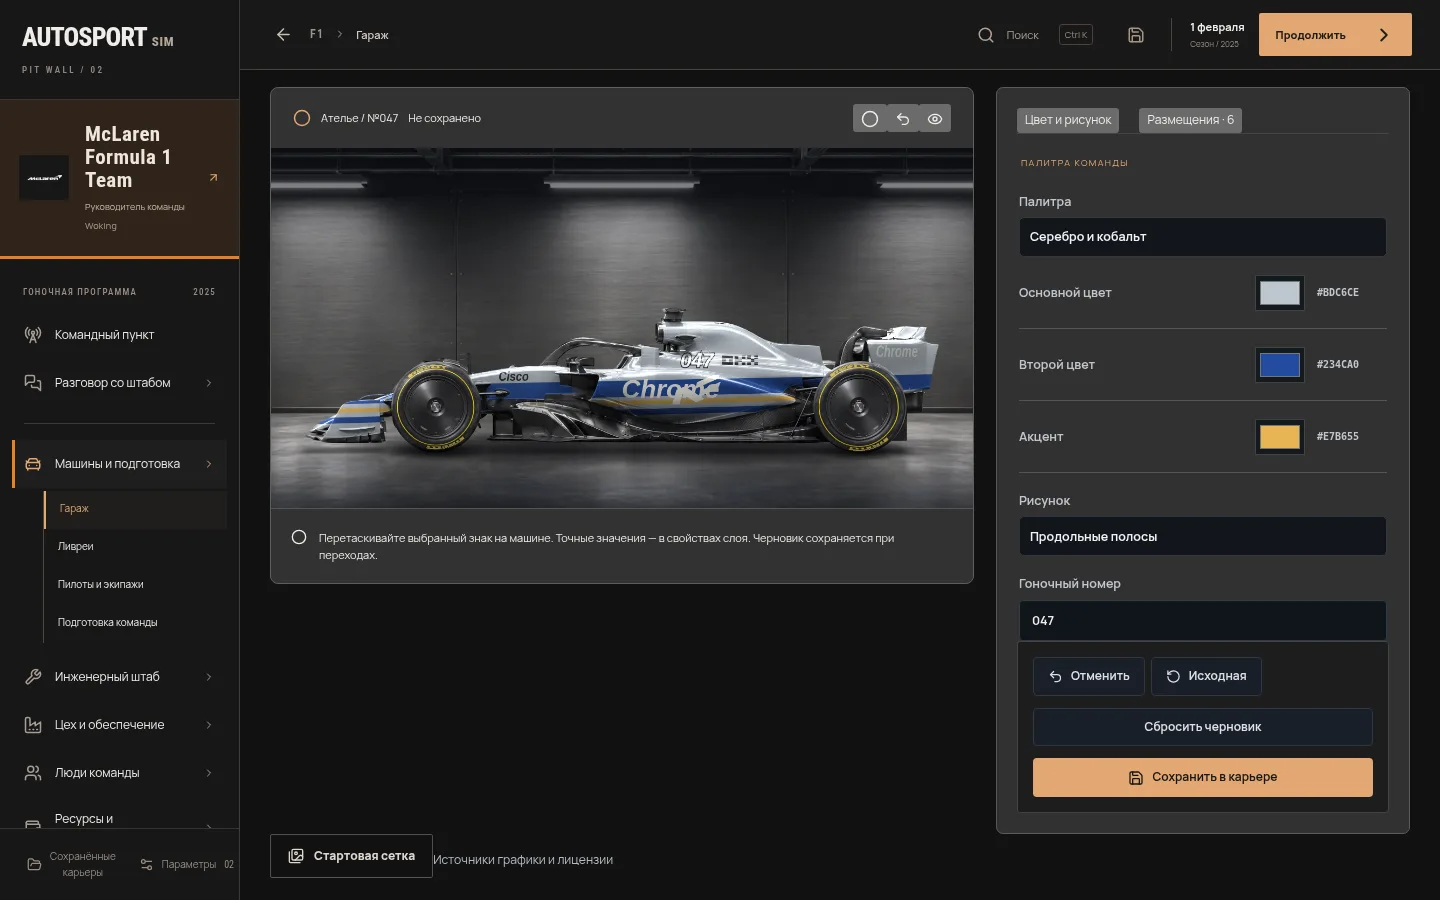 AUTOSPORT SIM
PIT WALL / 02
McLaren
Formula 1
Team
Руководитель команды
Woking
McLaren
ГОНОЧНАЯ ПРОГРАММА 2025
Командный пункт
Разговор со штабом
Машины и подготовка
Гараж
Ливреи
Пилоты и экипажи
Подготовка команды
Инженерный штаб
Цех и обеспечение
Люди команды
Ресурсы и
Сохранённые
карьеры
Параметры 02
F1 Гараж
Поиск Ctrl K
1 февраля
Сезон / 2025
Продолжить
Ателье / №047 Не сохранено
047
Cisco
Chrome
Chrome
Перетаскивайте выбранный знак на машине. Точные значения — в свойствах слоя. Черновик сохраняется при
переходах.
Стартовая сетка
Источники графики и лицензии
Цвет и рисунок
Размещения · 6
ПАЛИТРА КОМАНДЫ
Палитра
Серебро и кобальт
Основной цвет #BDC6CE
Второй цвет #234CA0
Акцент #E7B655
Рисунок
Продольные полосы
Гоночный номер
047
Отменить
Исходная
Сбросить черновик
Сохранить в карьере